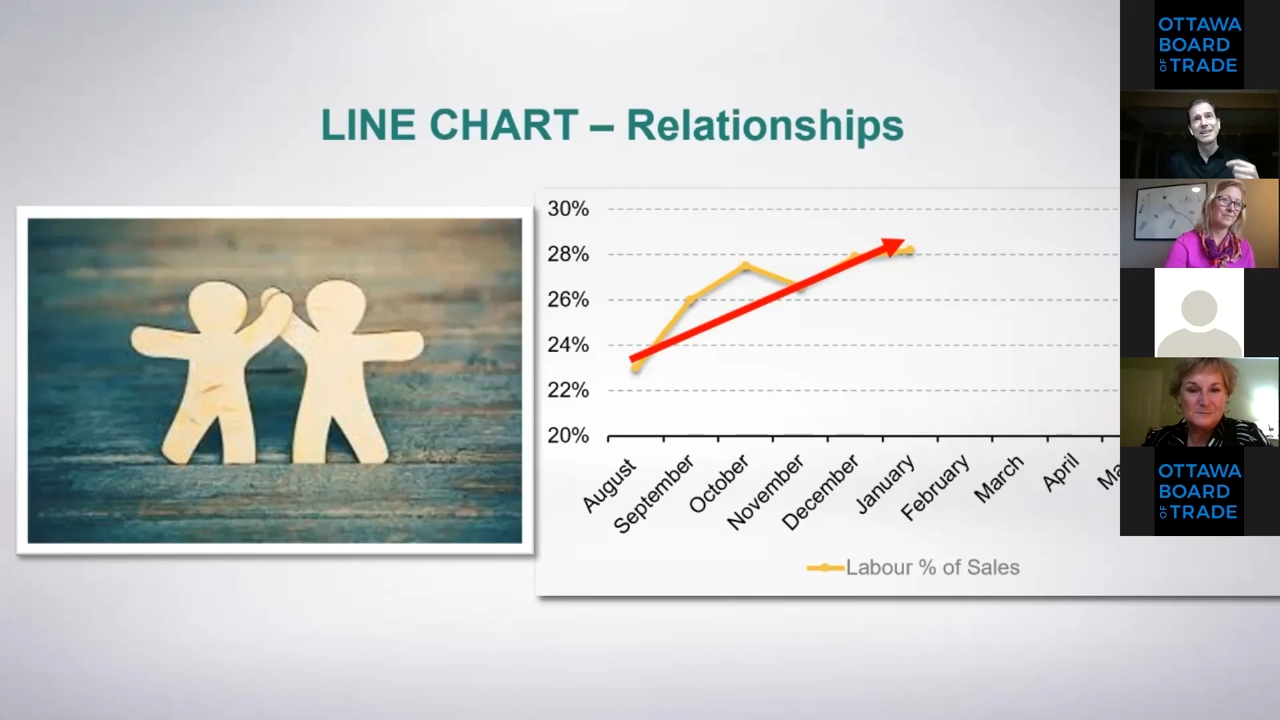 LINE CHART – Relationships
30%
28%
26%
24%
22%
20%
August
September
October
November
December
January
February
March
April
Labour % of Sales
OTTAWA
BOARD
OF TRADE
OTTAWA
BOARD
OF TRADE